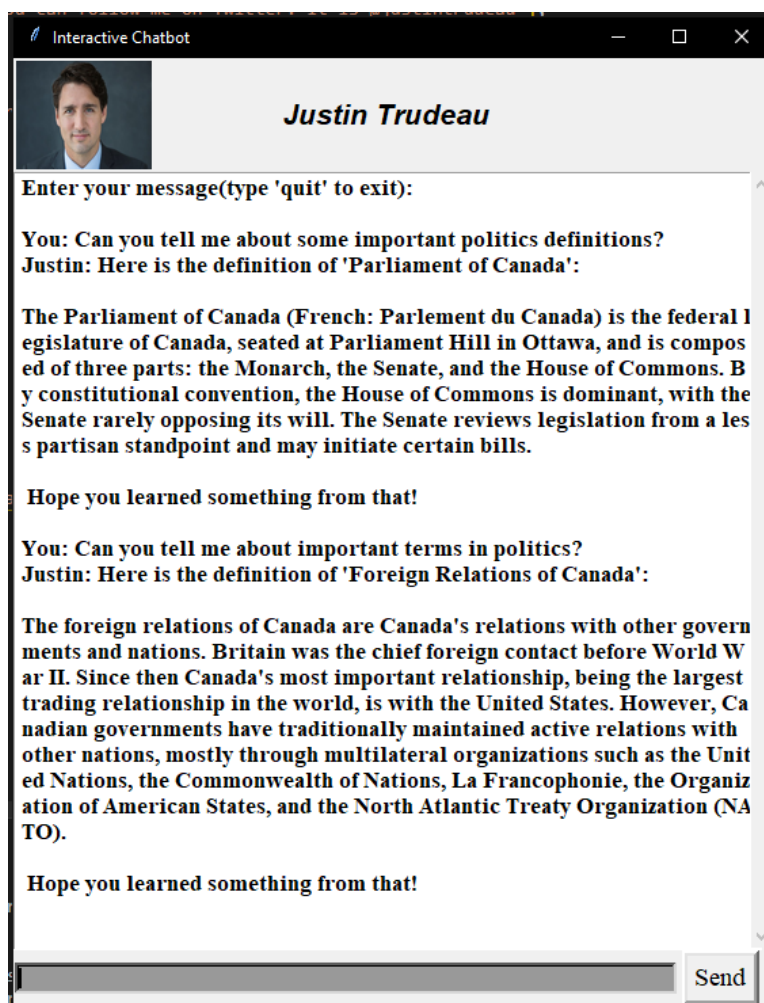 Interactive Chatbot
Justin Trudeau
Enter your message(type 'quit' to exit):
You: Can you tell me about some important politics definitions?
Justin: Here is the definition of 'Parliament of Canada':
The Parliament of Canada (French: Parlement du Canada) is the federal l
egislature of Canada, seated at Parliament Hill in Ottawa, and is compos
ed of three parts: the Monarch, the Senate, and the House of Commons. B
y constitutional convention, the House of Commons is dominant, with the
Senate rarely opposing its will. The Senate reviews legislation from a les
s partisan standpoint and may initiate certain bills.
Hope you learned something from that!
You: Can you tell me about important terms in politics?
Justin: Here is the definition of 'Foreign Relations of Canada':
The foreign relations of Canada are Canada's relations with other govern
ments and nations. Britain was the chief foreign contact before World W
ar II. Since then Canada's most important relationship, being the largest
trading relationship in the world, is with the United States. However, Ca
nadian governments have traditionally maintained active relations with
other nations, mostly through multilateral organizations such as the Unit
ed Nations, the Commonwealth of Nations, La Francophonie, the Organiz
ation of American States, and the North Atlantic Treaty Organization (NA
TO).
Hope you learned something from that!
Send